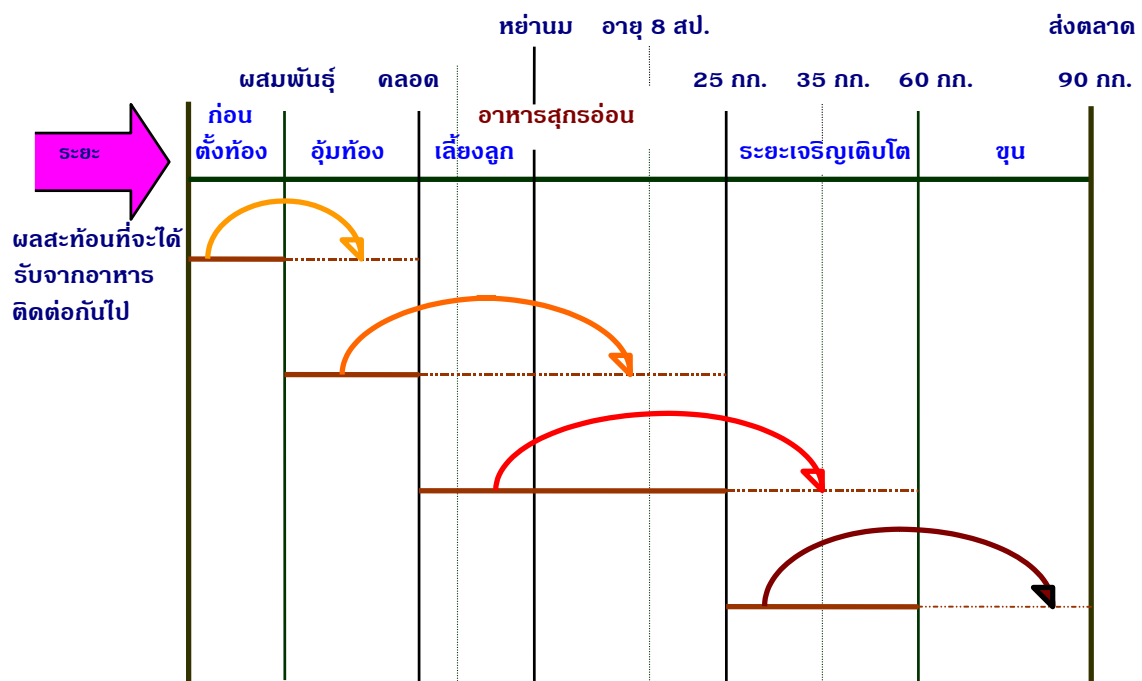 หย่านม อายุ 8 สป. ส่งตลาด
ผสมพันธุ์ คลอด 25 กก. 35 กก. 60 กก. 90 กก.
ก่อน อาหารสุกรอ่อน
ระยะ ตั้งท้อง อุ้มท้อง เลี้ยงลูก ระยะเจริญเติบโต ขุน
ผลสะท้อนที่จะได้
รับจากอาหาร
ติดต่อกันไป